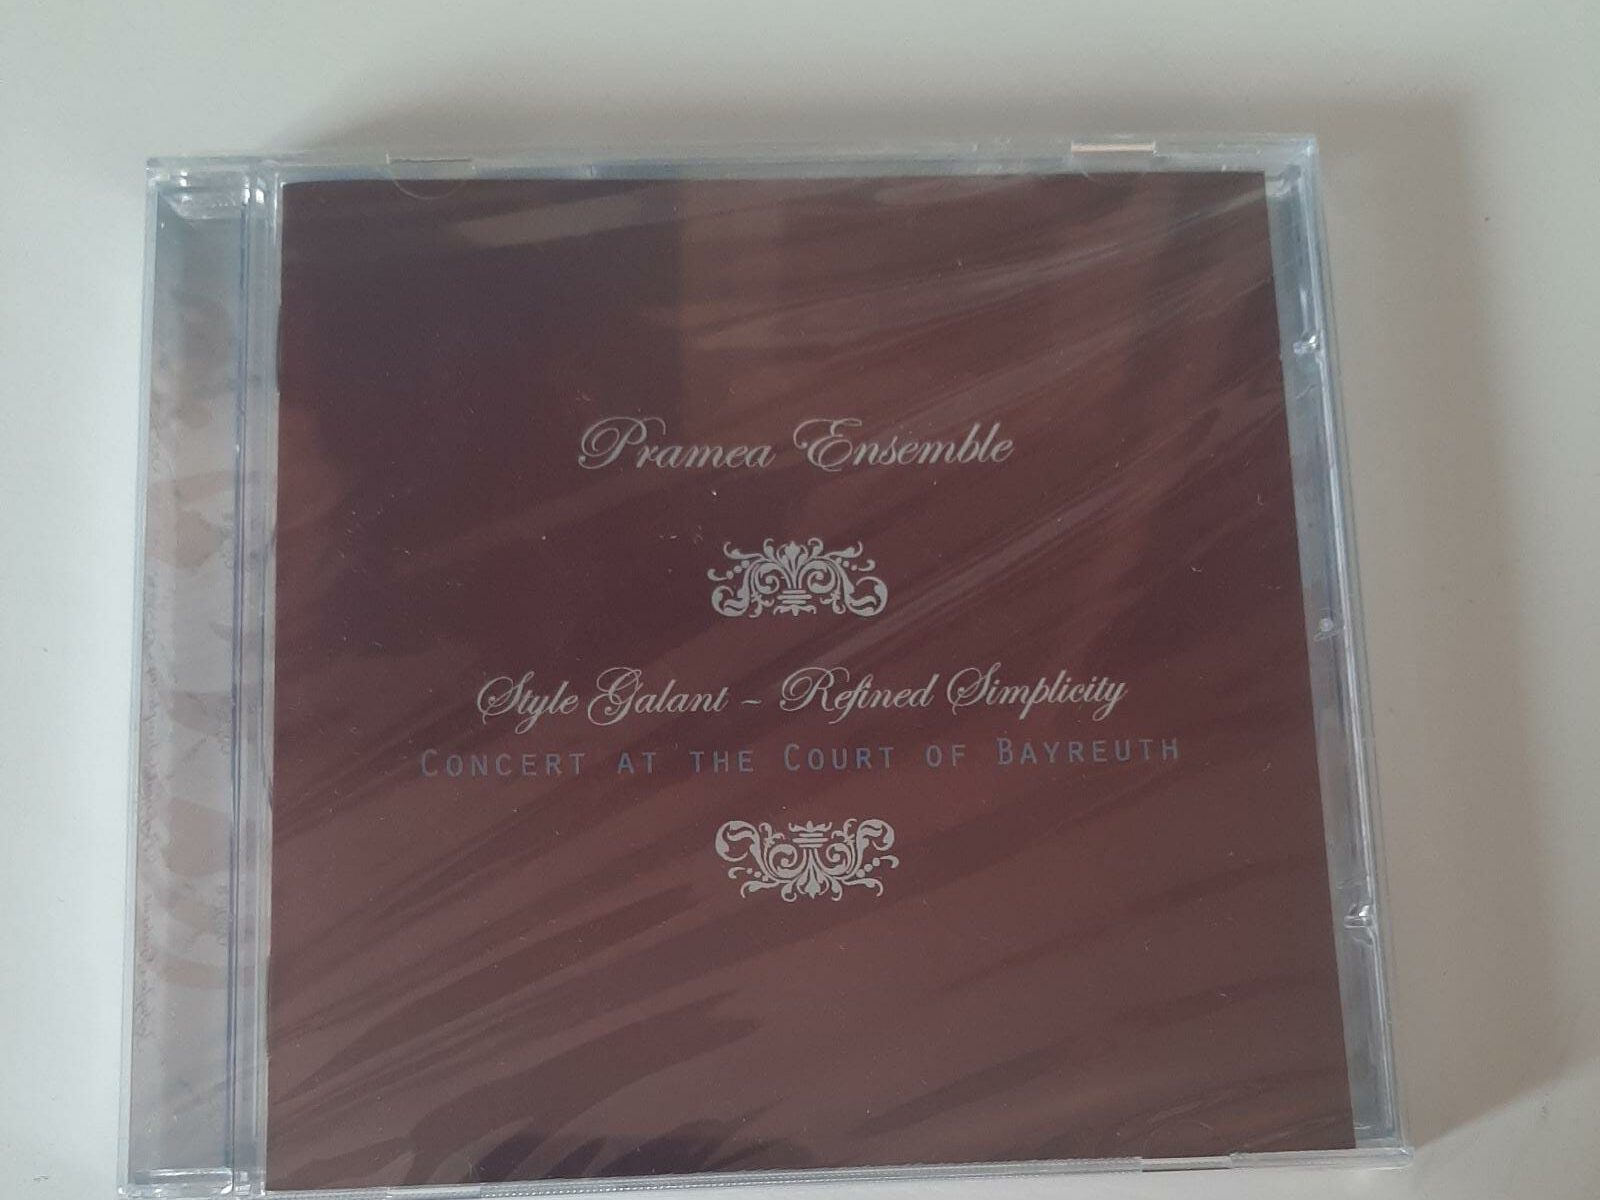 Pramea Ensemble
Style Galant ~ Refined Simplicity
CONCERT AT THE COURT OF BAYREUTH